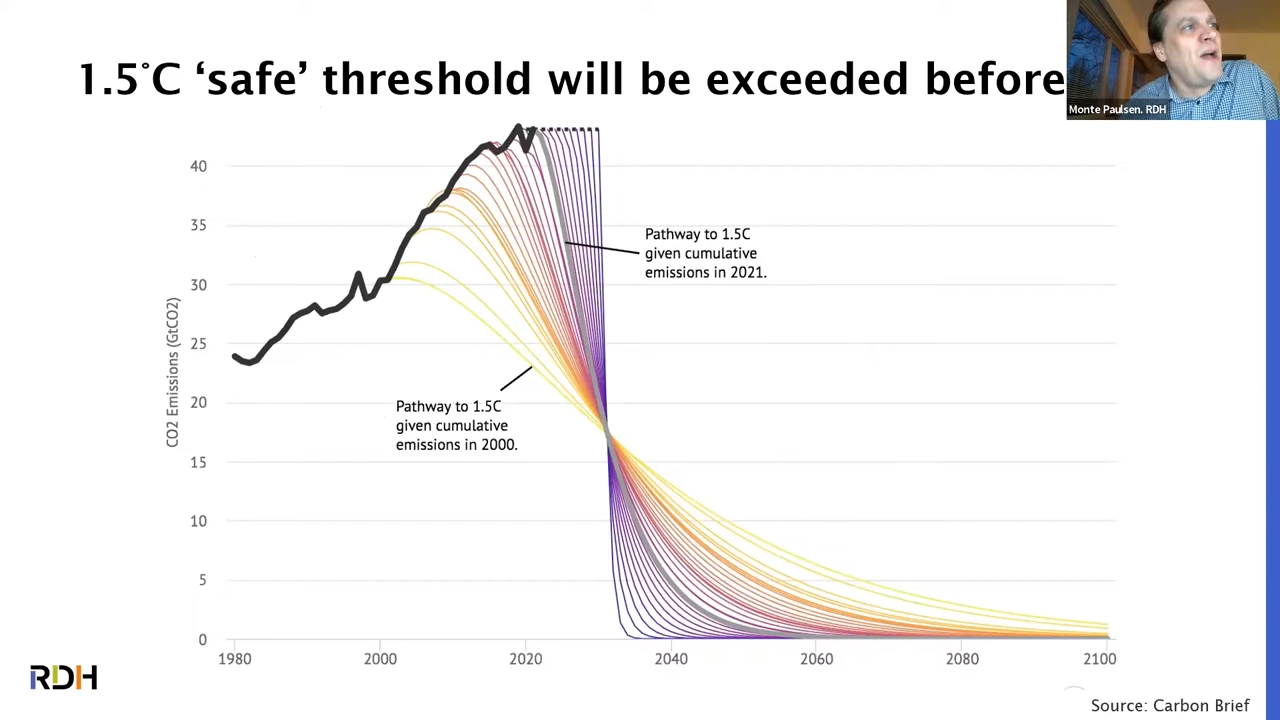 1.5°C ‘safe’ threshold will be exceeded before
Monte Paulsen. RDH
CO2 Emissions (GtCO2)
40
35
30
25
20
15
10
5
0
Pathway to 1.5C
given cumulative
emissions in 2021.
Pathway to 1.5C
given cumulative
emissions in 2000.
1980
2000
2020
2040
2060
2080
2100
RDH
Source: Carbon Brief